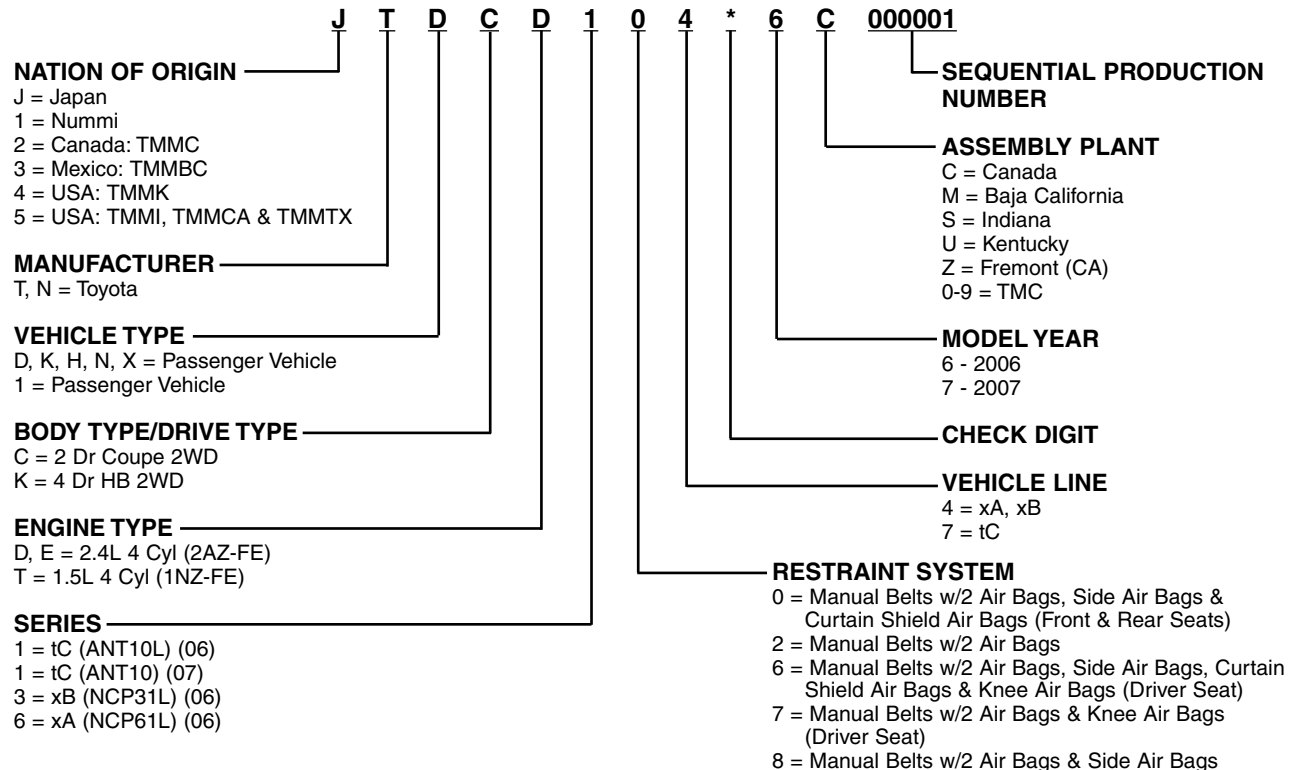 J T D C D 1 0 4 * 6 C 000001
NATION OF ORIGIN
J = Japan
1 = Nummi
2 = Canada: TMMC
3 = Mexico: TMMBC
4 = USA: TMMK
5 = USA: TMMI, TMMCA & TMMTX
MANUFACTURER
T, N = Toyota
VEHICLE TYPE
D, K, H, N, X = Passenger Vehicle
1 = Passenger Vehicle
BODY TYPE/DRIVE TYPE
C = 2 Dr Coupe 2WD
K = 4 Dr HB 2WD
ENGINE TYPE
D, E = 2.4L 4 Cyl (2AZ-FE)
T = 1.5L 4 Cyl (1NZ-FE)
SERIES
1 = tC (ANT10L) (06)
1 = tC (ANT10) (07)
3 = xB (NCP31L) (06)
6 = xA (NCP61L) (06)
SEQUENTIAL PRODUCTION
NUMBER
ASSEMBLY PLANT
C = Canada
M = Baja California
S = Indiana
U = Kentucky
Z = Fremont (CA)
0-9 = TMC
MODEL YEAR
6 - 2006
7 - 2007
CHECK DIGIT
VEHICLE LINE
4 = xA, xB
7 = tC
RESTRAINT SYSTEM
0 = Manual Belts w/2 Air Bags, Side Air Bags &
Curtain Shield Air Bags (Front & Rear Seats)
2 = Manual Belts w/2 Air Bags
6 = Manual Belts w/2 Air Bags, Side Air Bags, Curtain
Shield Air Bags & Knee Air Bags (Driver Seat)
7 = Manual Belts w/2 Air Bags & Knee Air Bags
(Driver Seat)
8 = Manual Belts w/2 Air Bags & Side Air Bags